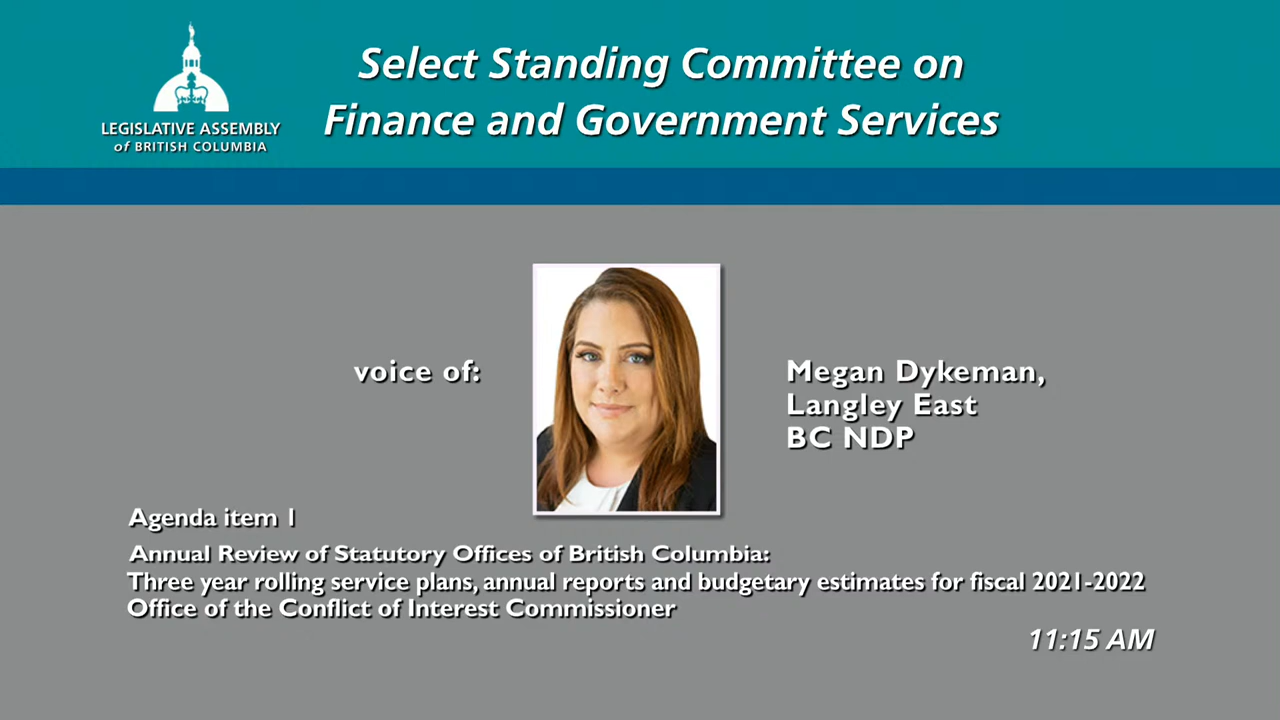 Select Standing Committee on
Finance and Government Services
LEGISLATIVE ASSEMBLY
of BRITISH COLUMBIA
voice of:
Megan Dykeman,
Langley East
BC NDP
Agenda item 1
Annual Review of Statutory Offices of British Columbia:
Three year rolling service plans, annual reports and budgetary estimates for fiscal 2021-2022
Office of the Conflict of Interest Commissioner
11:15 AM